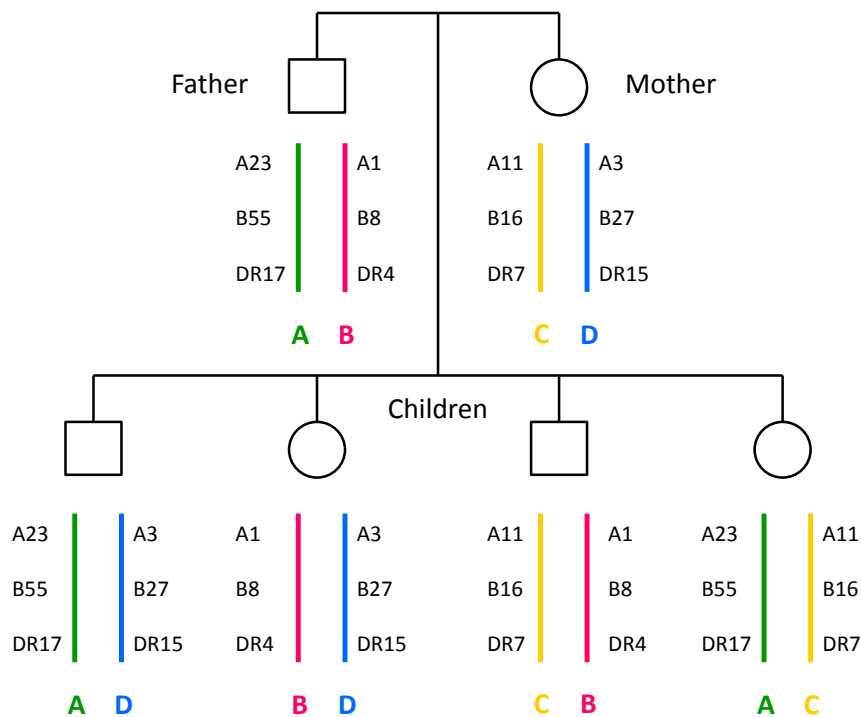 Father Mother
A23 A1 A11 A3
B55 B8 B16 B27
DR17 DR4 DR7 DR15
A B C D
Children
A23 A3 A1 A3 A11 A1 A23 A11
B55 B27 B8 B27 B16 B8 B55 B16
DR17 DR15 DR4 DR15 DR7 DR4 DR17 DR7
A D B D C B A C